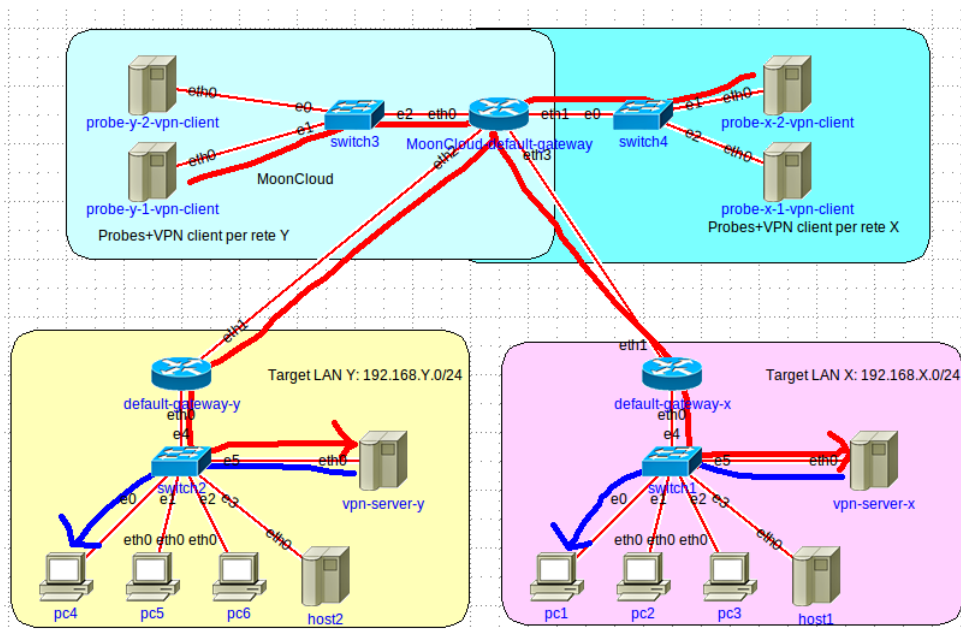 eth0
e0
probe-y-2-vpn-client
e1
eth0
switch3
probe-y-1-vpn-client
MoonCloud
Probes+VPN client per rete Y
e2
eth0
MoonCloud-default-gateway
eth2
eth3
eth1
e0
switch4
e1
eth0
probe-x-2-vpn-client
e2
eth0
probe-x-1-vpn-client
Probes+VPN client per rete X
eth1
Target LAN Y: 192.168.Y.0/24
default-gateway-y
eth0
e4
e5
eth0
switch2
vpn-server-y
e0
e1
e2
e3
eth0
eth0
eth0
eth0
pc4
pc5
pc6
host2
eth1
Target LAN X: 192.168.X.0/24
default-gateway-x
eth0
e4
e5
eth0
switch1
vpn-server-x
e0
e1
e2
e3
eth0
eth0
eth0
eth0
pc1
pc2
pc3
host1